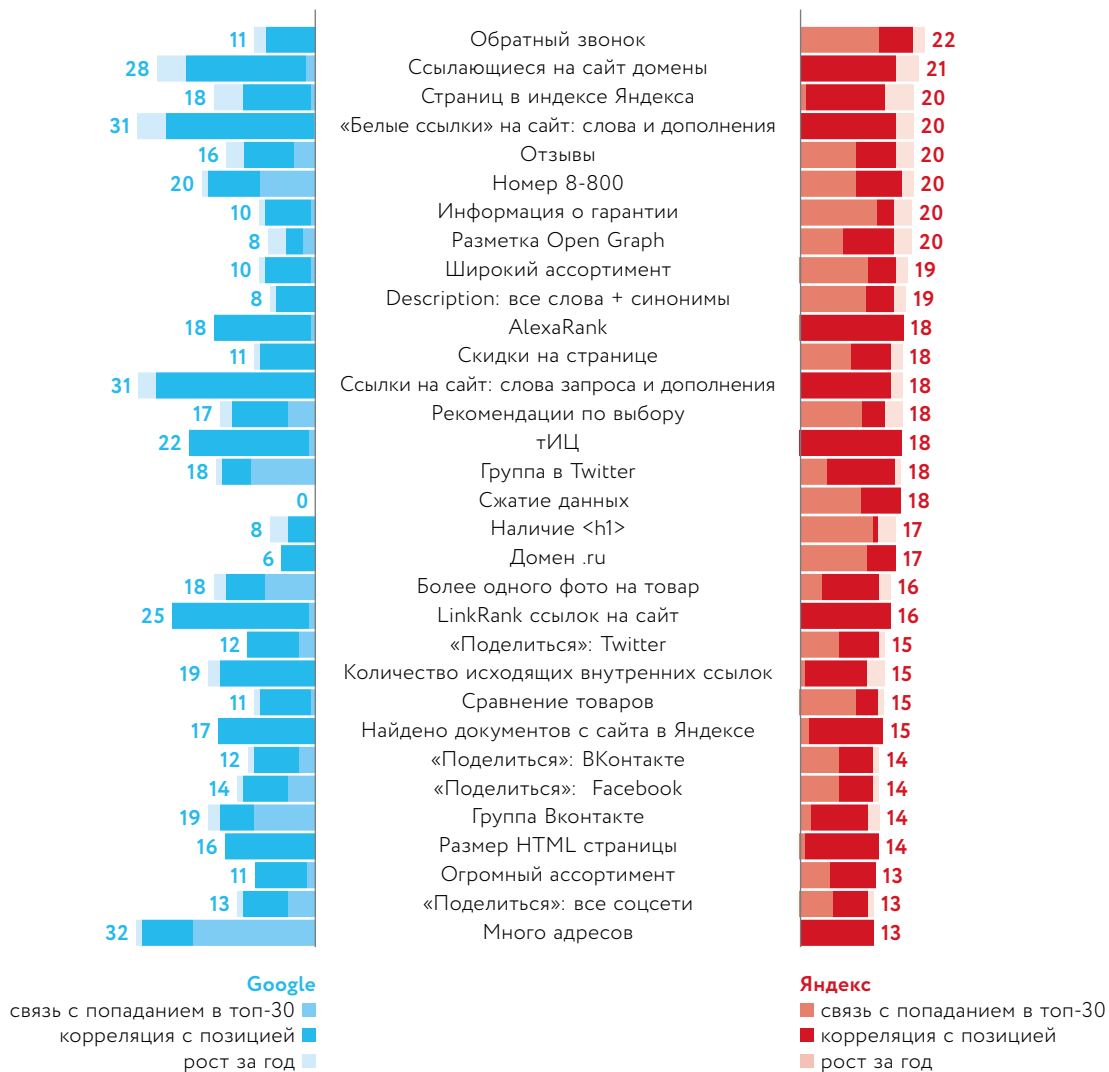 11 Обратный звонок 22
28 Ссылающиеся на сайт домены 21
18 Страниц в индексе Яндекса 20
31 «Белые ссылки» на сайт: слова и дополнения 20
16 Отзывы 20
20 Номер 8-800 20
10 Информация о гарантии 20
8 Разметка Open Graph 20
10 Широкий ассортимент 19
8 Description: все слова + синонимы 19
18 AlexaRank 18
11 Скидки на странице 18
31 Ссылки на сайт: слова запроса и дополнения 18
17 Рекомендации по выбору 18
22 тИЦ 18
18 Группа в Twitter 18
0 Сжатие данных 18
8 Наличие <h1> 17
6 Домен .ru 17
18 Более одного фото на товар 16
25 LinkRank ссылок на сайт 16
12 «Поделиться»: Twitter 15
19 Количество исходящих внутренних ссылок 15
11 Сравнение товаров 15
17 Найдено документов с сайта в Яндексе 15
12 «Поделиться»: ВКонтакте 14
14 «Поделиться»: Facebook 14
19 Группа Вконтакте 14
16 Размер HTML страницы 14
11 Огромный ассортимент 13
13 «Поделиться»: все соцсети 13
32 Много адресов 13
Google
связь с попаданием в топ-30
корреляция с позицией
рост за год
Яндекс
связь с попаданием в топ-30
корреляция с позицией
рост за год